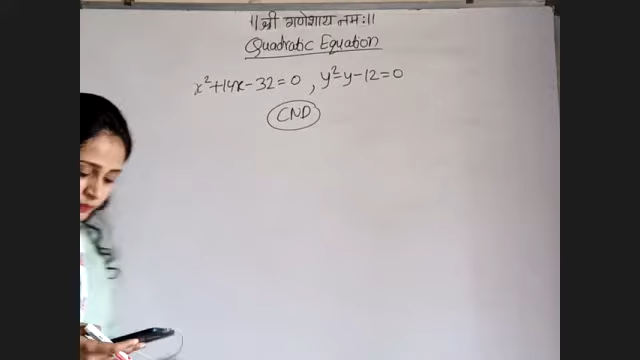 ॥श्री गणेशाय नमः॥
Quadratic Equation
x²+14x-32=0, y²-y-12=0
CND